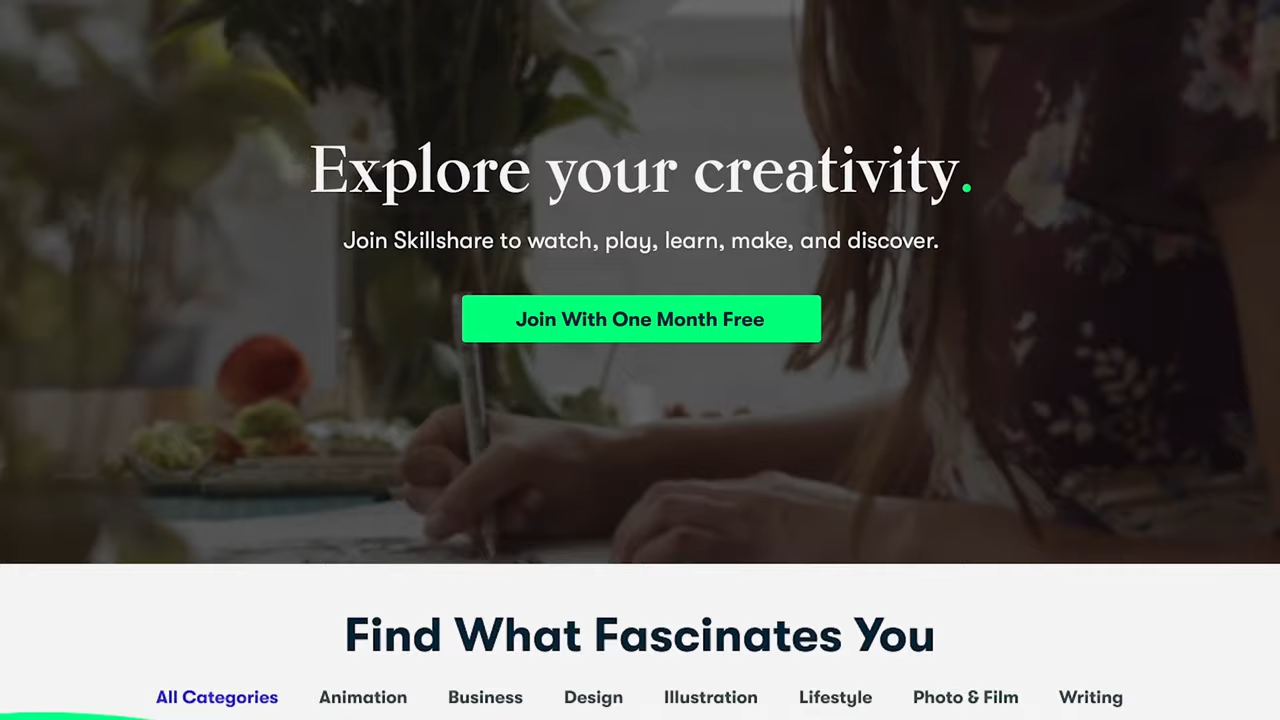 Explore your creativity.
Join Skillshare to watch, play, learn, make, and discover.
Join With One Month Free
Find What Fascinates You
All Categories Animation Business Design Illustration Lifestyle Photo & Film Writing